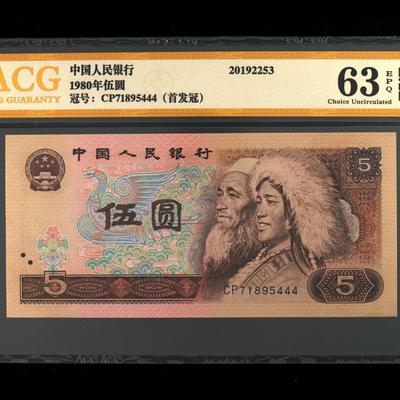 ACG
NG GUARANTY
中国人民银行
1980年伍圆
冠号：CP71895444（首发冠）
20192253
63
EPQ
Choice Uncirculated
中国人民银行
5
伍圆
5
CP71895444
5